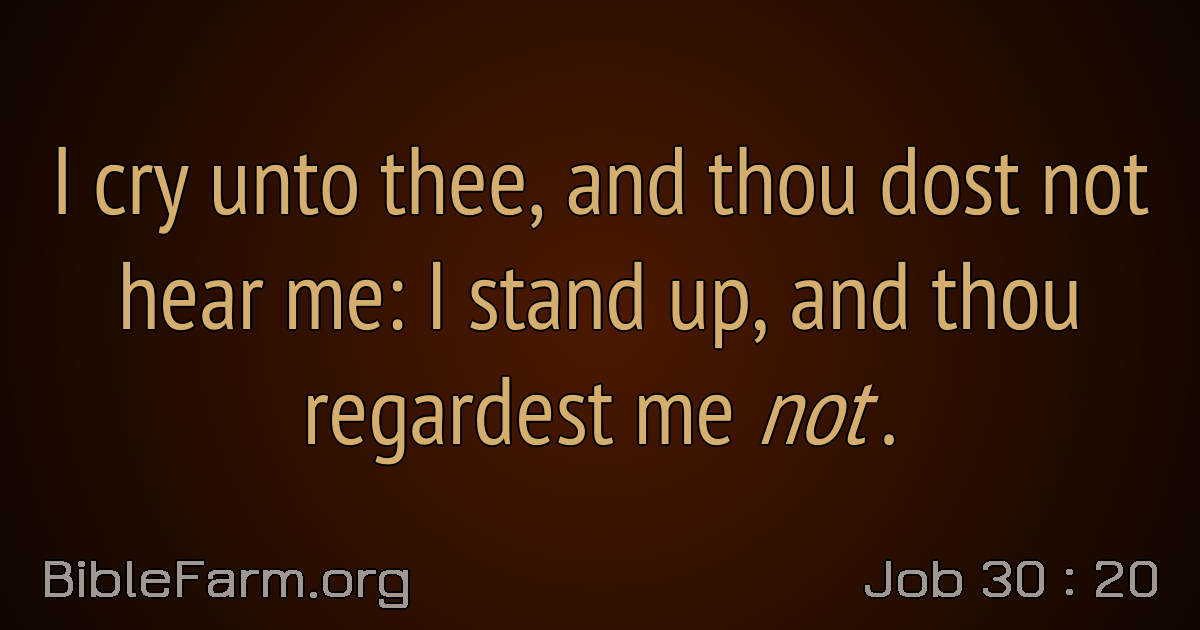 I cry unto thee, and thou dost not
hear me: I stand up, and thou
regardest me not.
BibleFarm.org
Job 30 : 20